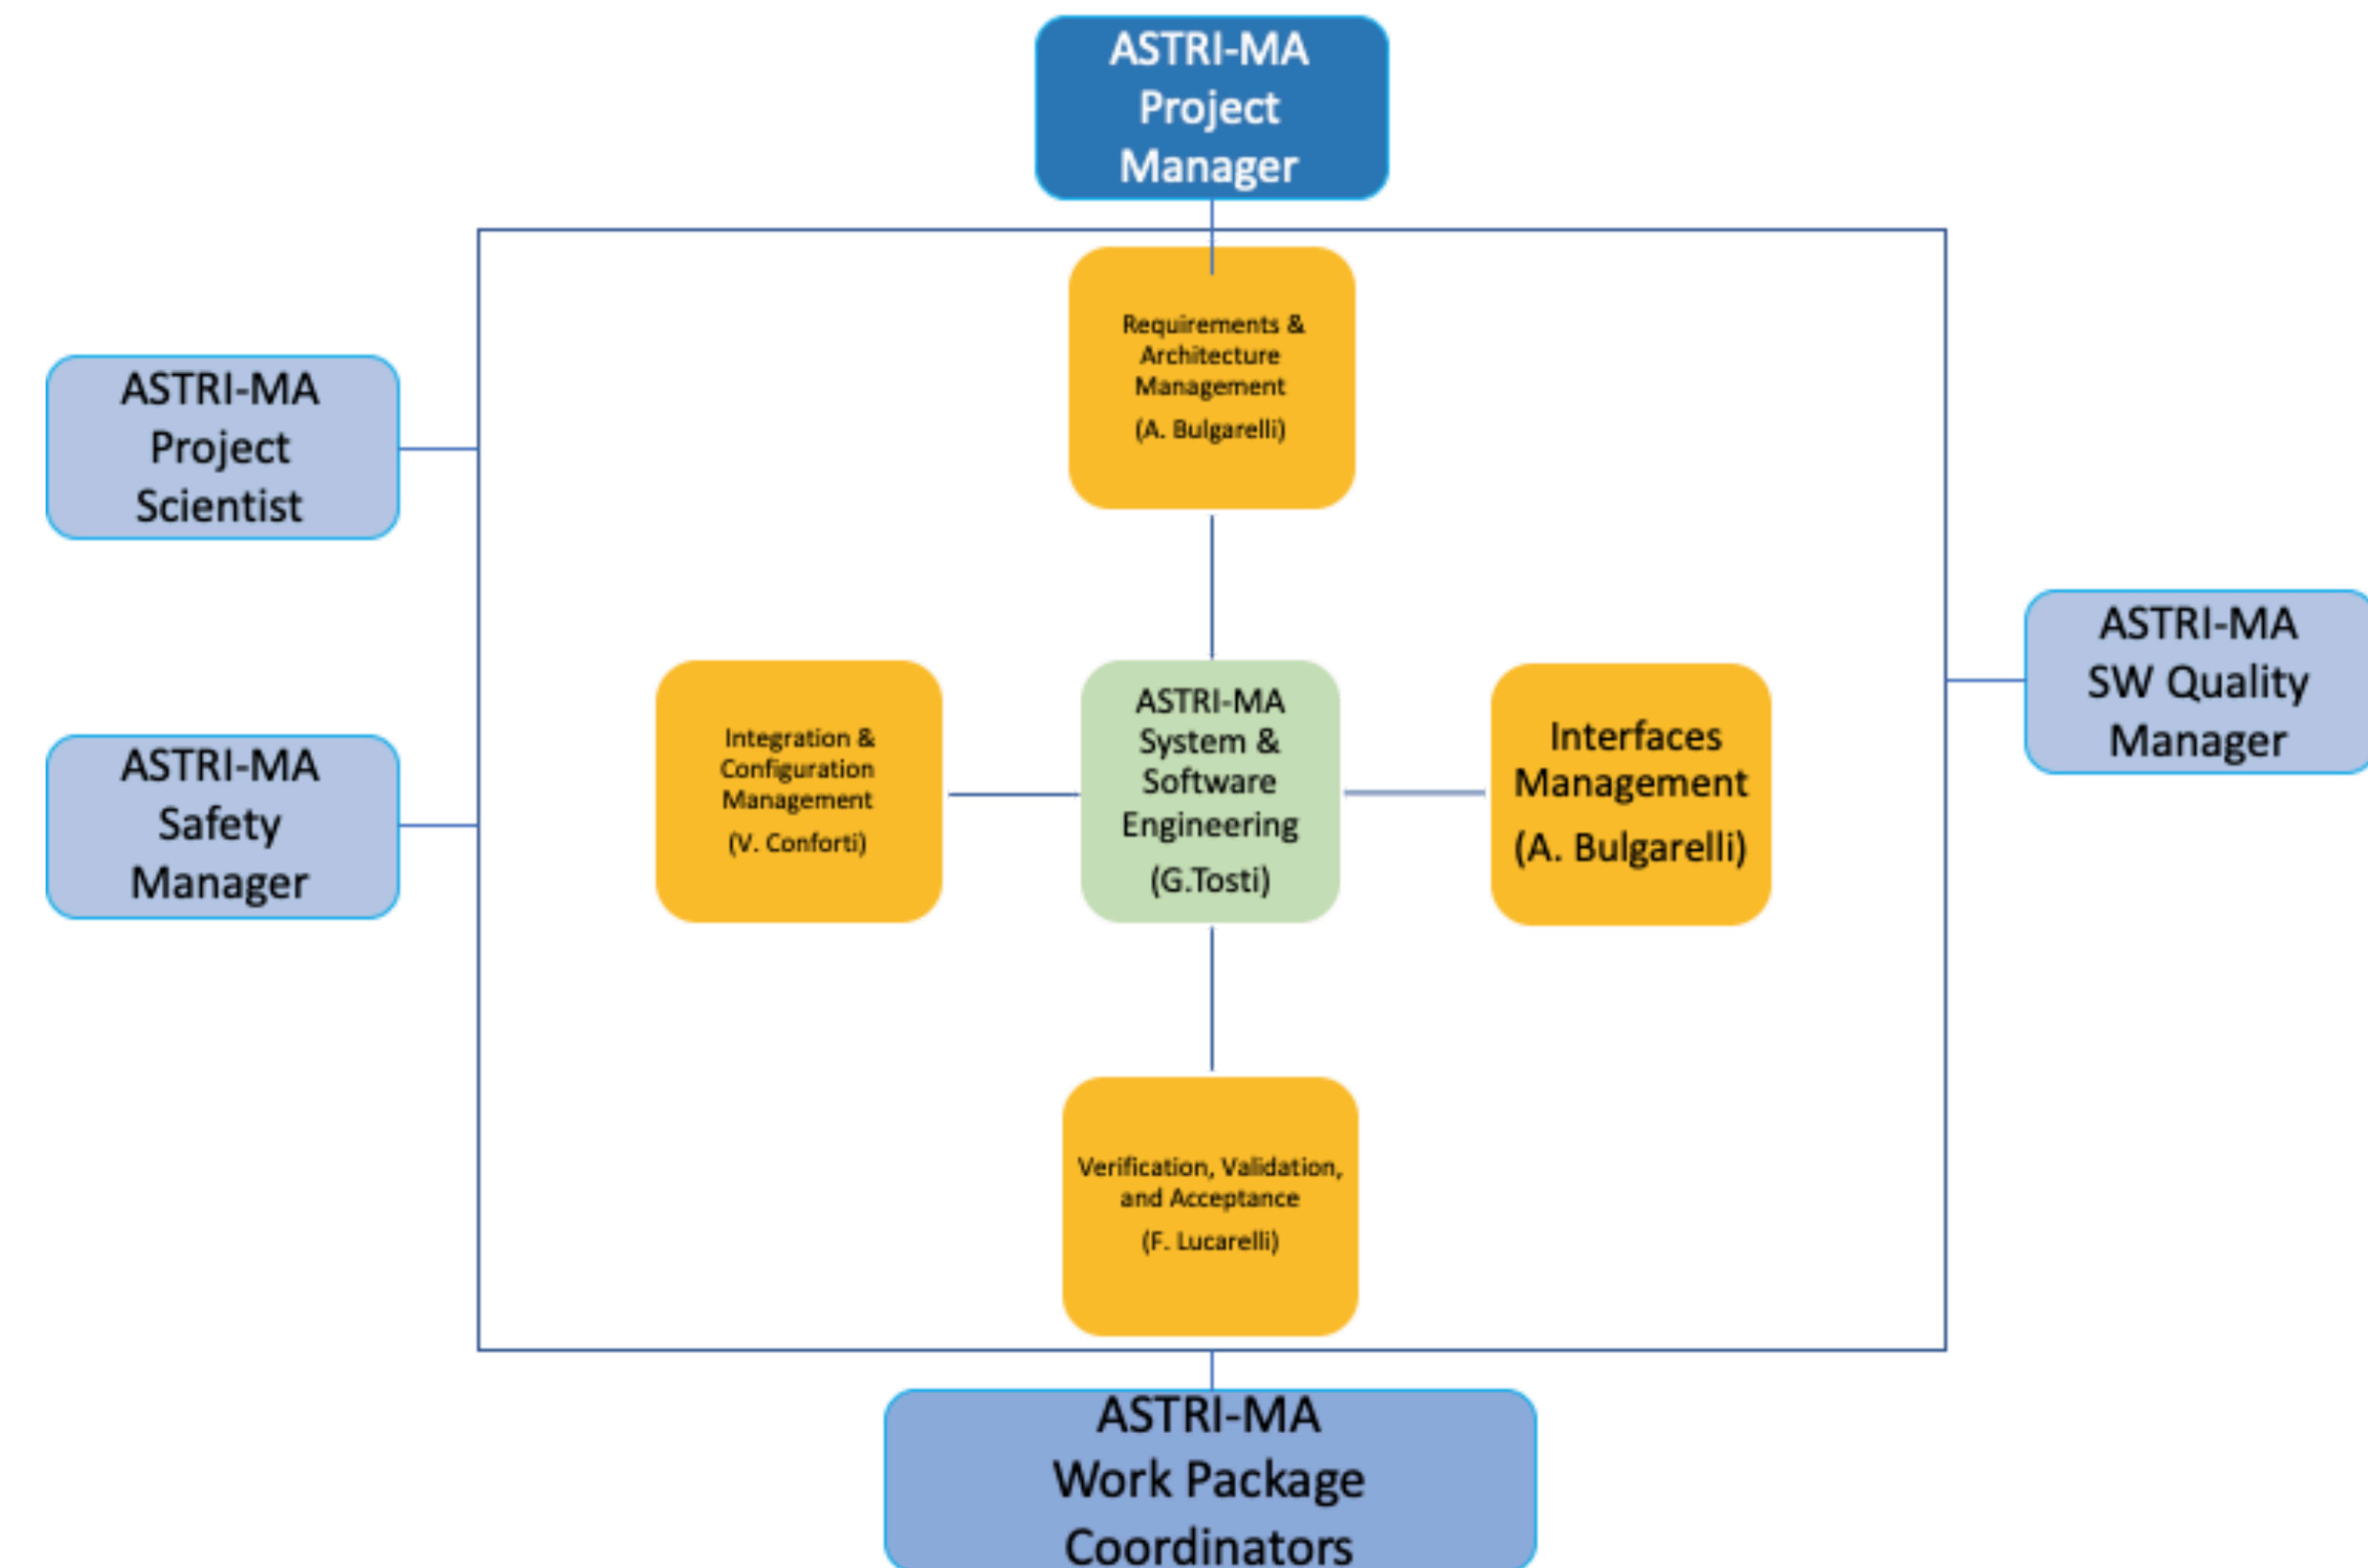 ASTRI-MA
Project
Manager
Requirements &
Architecture
Management
(A. Bulgarelli)
ASTRI-MA
Project
Scientist
ASTRI-MA
SW Quality
Manager
ASTRI-MA
Safety
Manager
Integration &
Configuration
Management
(V. Conforti)
ASTRI-MA
System &
Software
Engineering
(G.Tosti)
Interfaces
Management
(A. Bulgarelli)
Verification, Validation,
and Acceptance
(F. Lucarelli)
ASTRI-MA
Work Package
Coordinators